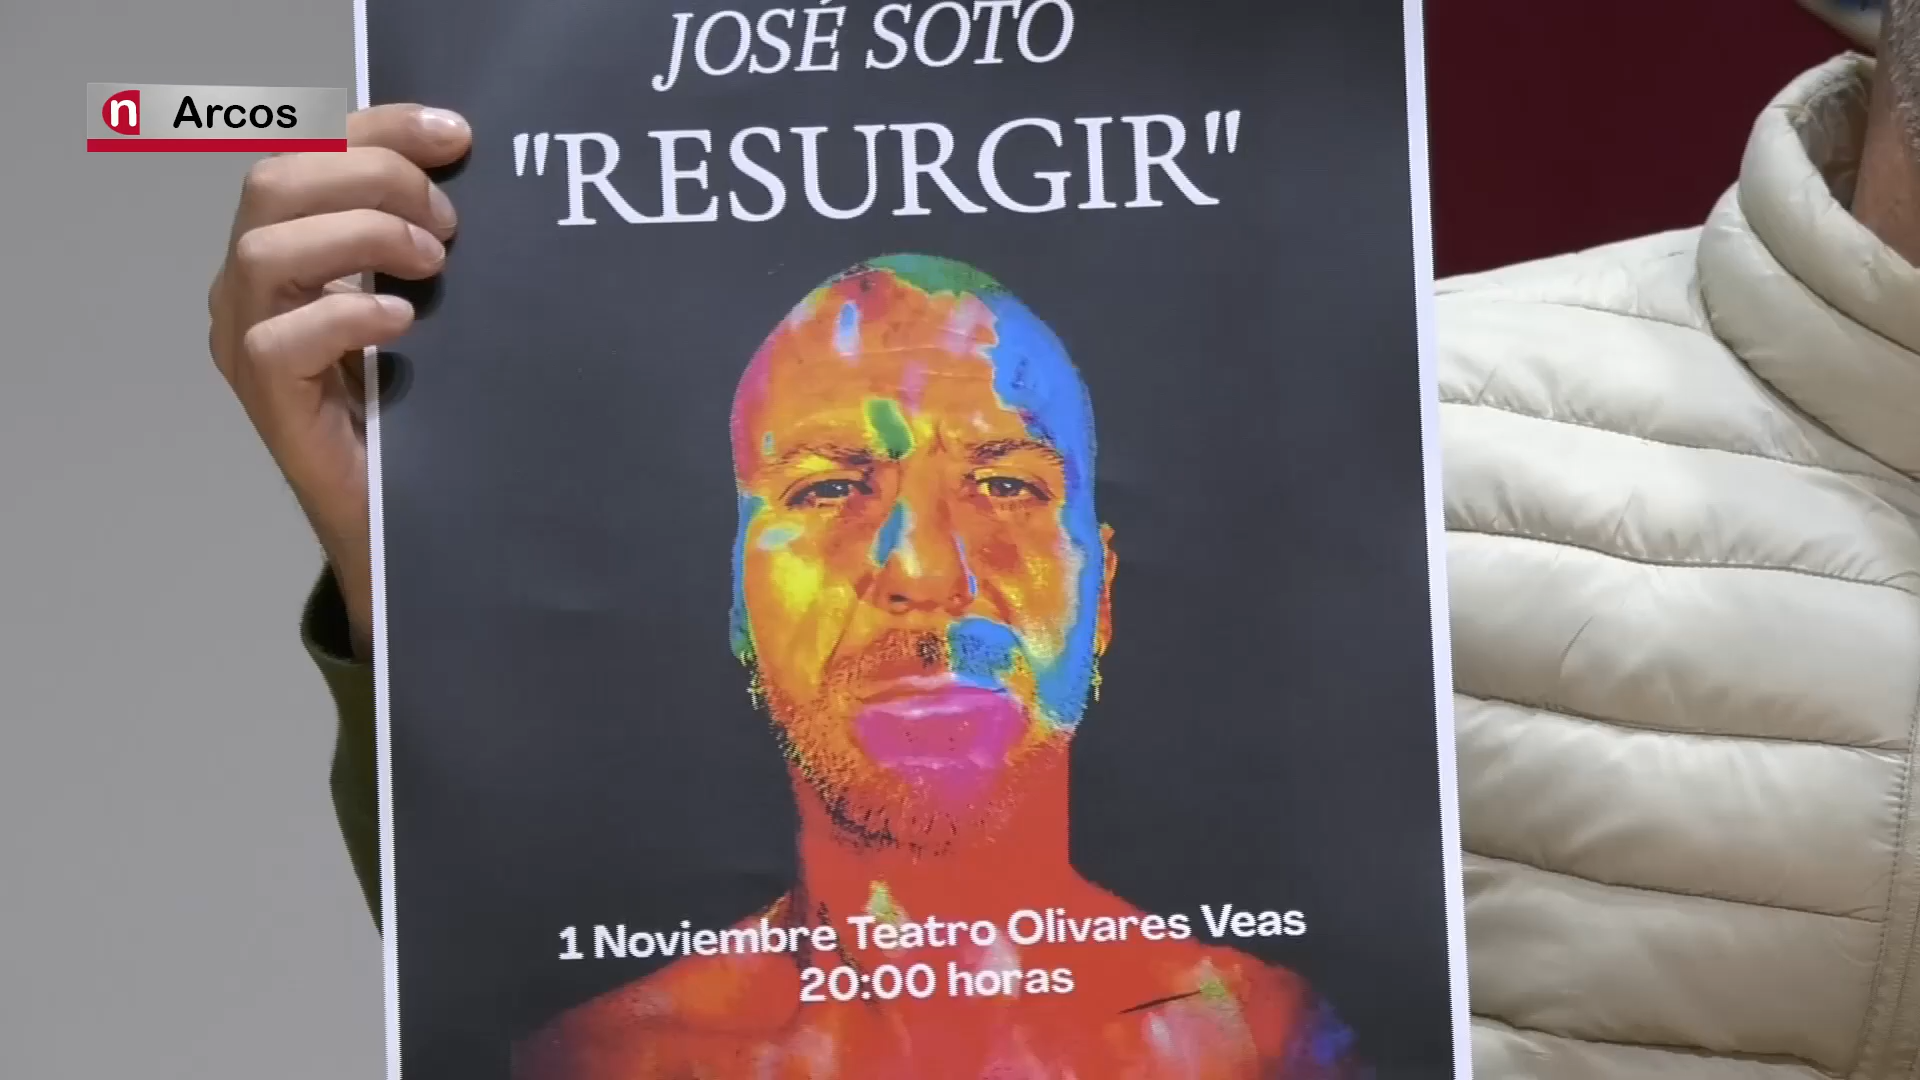 JOSÉ SOTO
"RESURGIR"
n Arcos
1 Noviembre Teatro Olivares Veas
20:00 horas